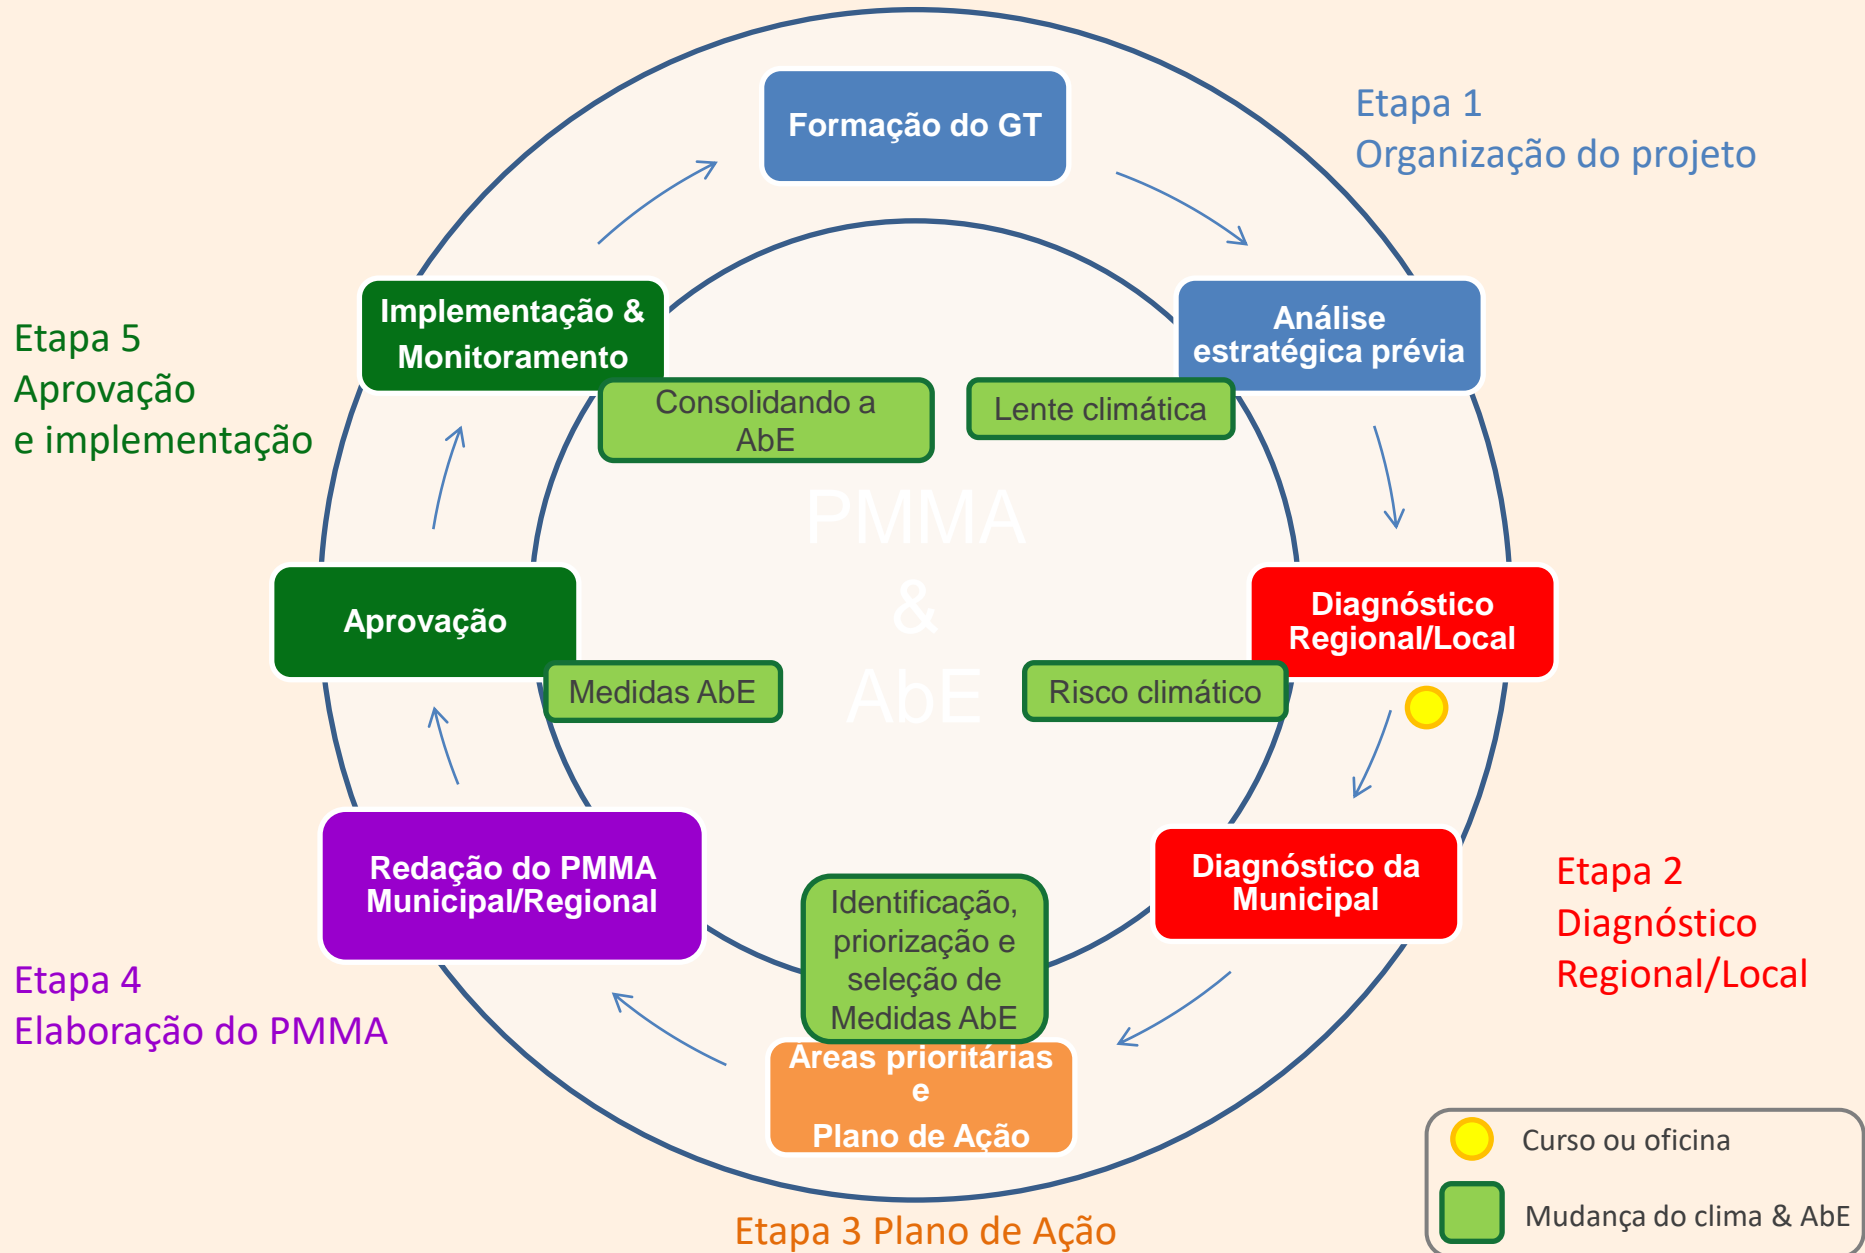 Formação do GT
Etapa 1
Organização do projeto
Análise
estratégica prévia
Lente climática
Diagnóstico
Regional/Local
Risco climático
Diagnóstico da
Municipal
Etapa 2
Diagnóstico
Regional/Local
Identificação,
priorização e
seleção de
Medidas AbE
Áreas prioritárias
e
Plano de Ação
Etapa 3 Plano de Ação
Redação do PMMA
Municipal/Regional
Etapa 4
Elaboração do PMMA
Aprovação
Medidas AbE
Implementação &
Monitoramento
Consolidando a
AbE
Etapa 5
Aprovação
e implementação
PMMA
&
AbE
Curso ou oficina
Mudança do clima & AbE